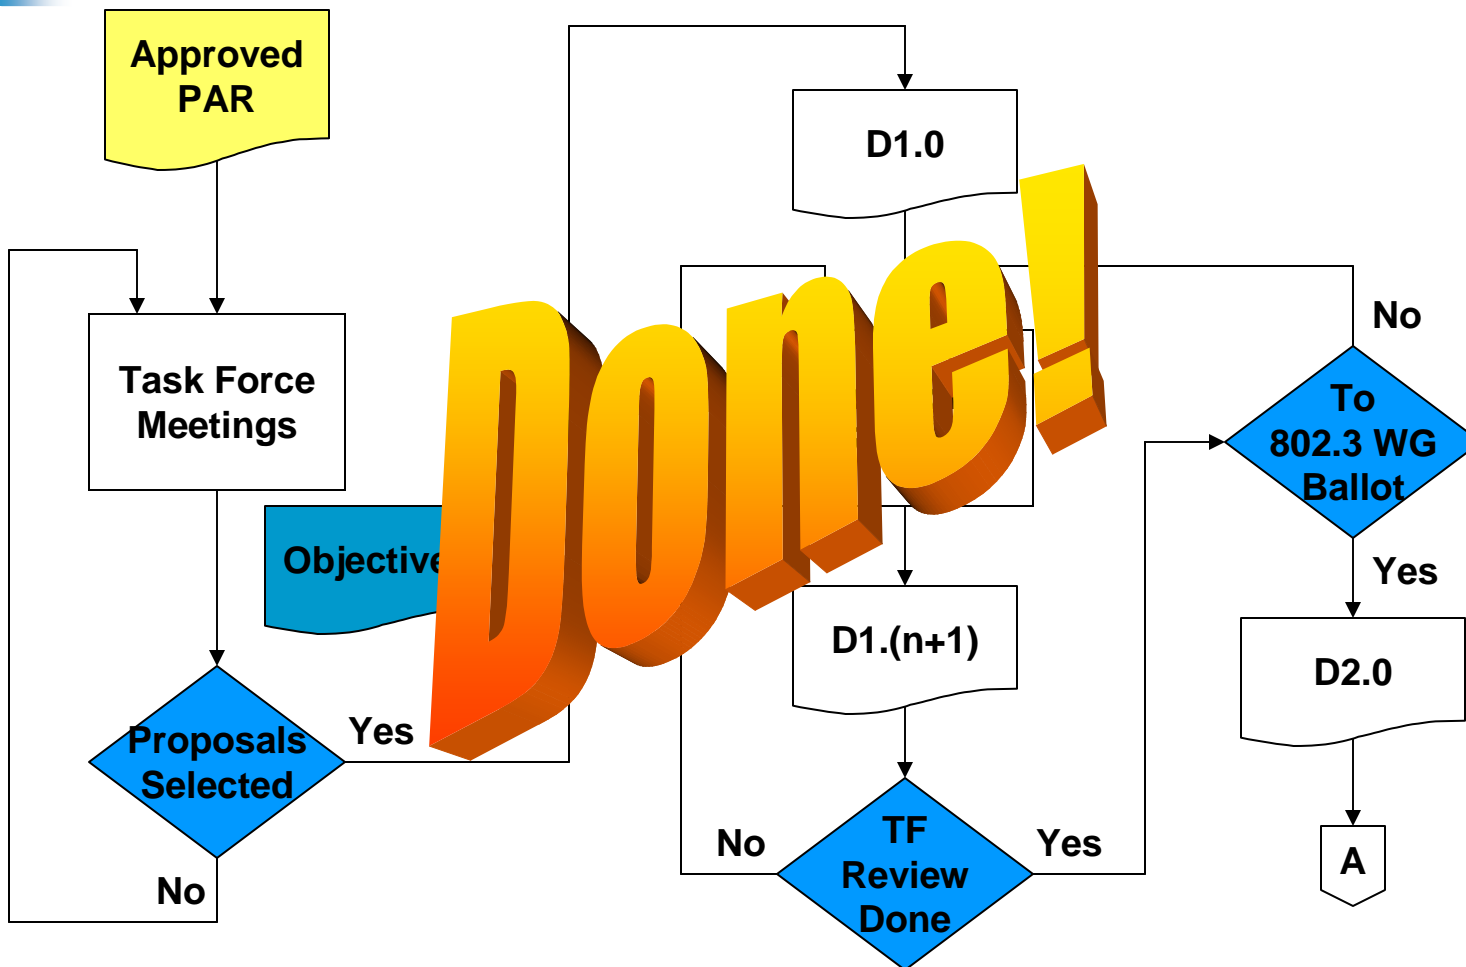 Approved
PAR
Task Force
Meetings
Objective
Proposals
Selected
Yes
No
D1.0
Done!
D1.(n+1)
TF
Review
Done
No
Yes
No
To
802.3 WG
Ballot
Yes
D2.0
A